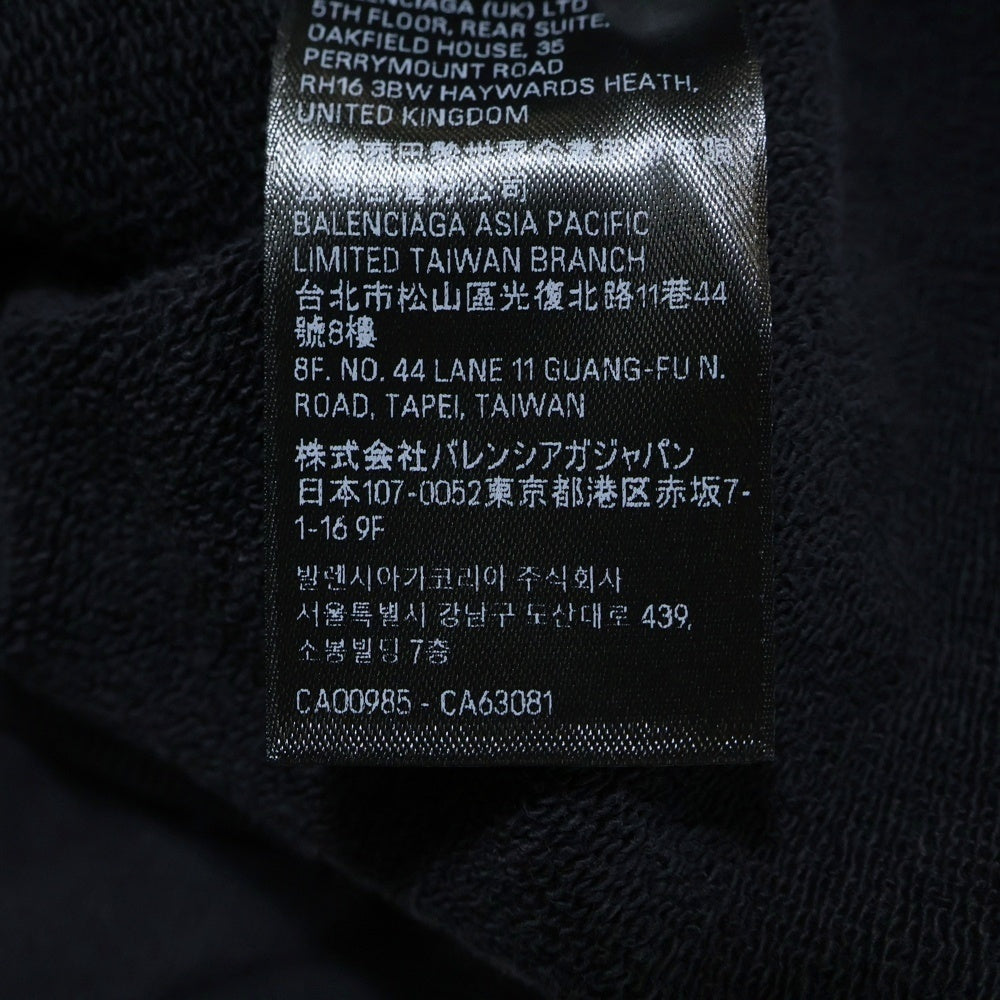 (UK) LTD
5TH FLOOR, REAR SUITE,
OAKFIELD HOUSE, 35
PERRYMOUNT ROAD
RH16 3BW HAYWARDS HEATH,
UNITED KINGDOM
公司
BALENCIAGA ASIA PACIFIC
LIMITED TAIWAN BRANCH
台北市松山區光復北路11巷44
號8樓
8F. NO. 44 LANE 11 GUANG-FU N.
ROAD, TAPEI, TAIWAN
株式会社バレンシアガジャパン
日本107-0052東京都港区赤坂7-
1-16 9F
발렌시아가코리아 주식회사
서울특별시 강남구 도산대로 439,
소봉빌딩 7층
CA00985 - CA63081